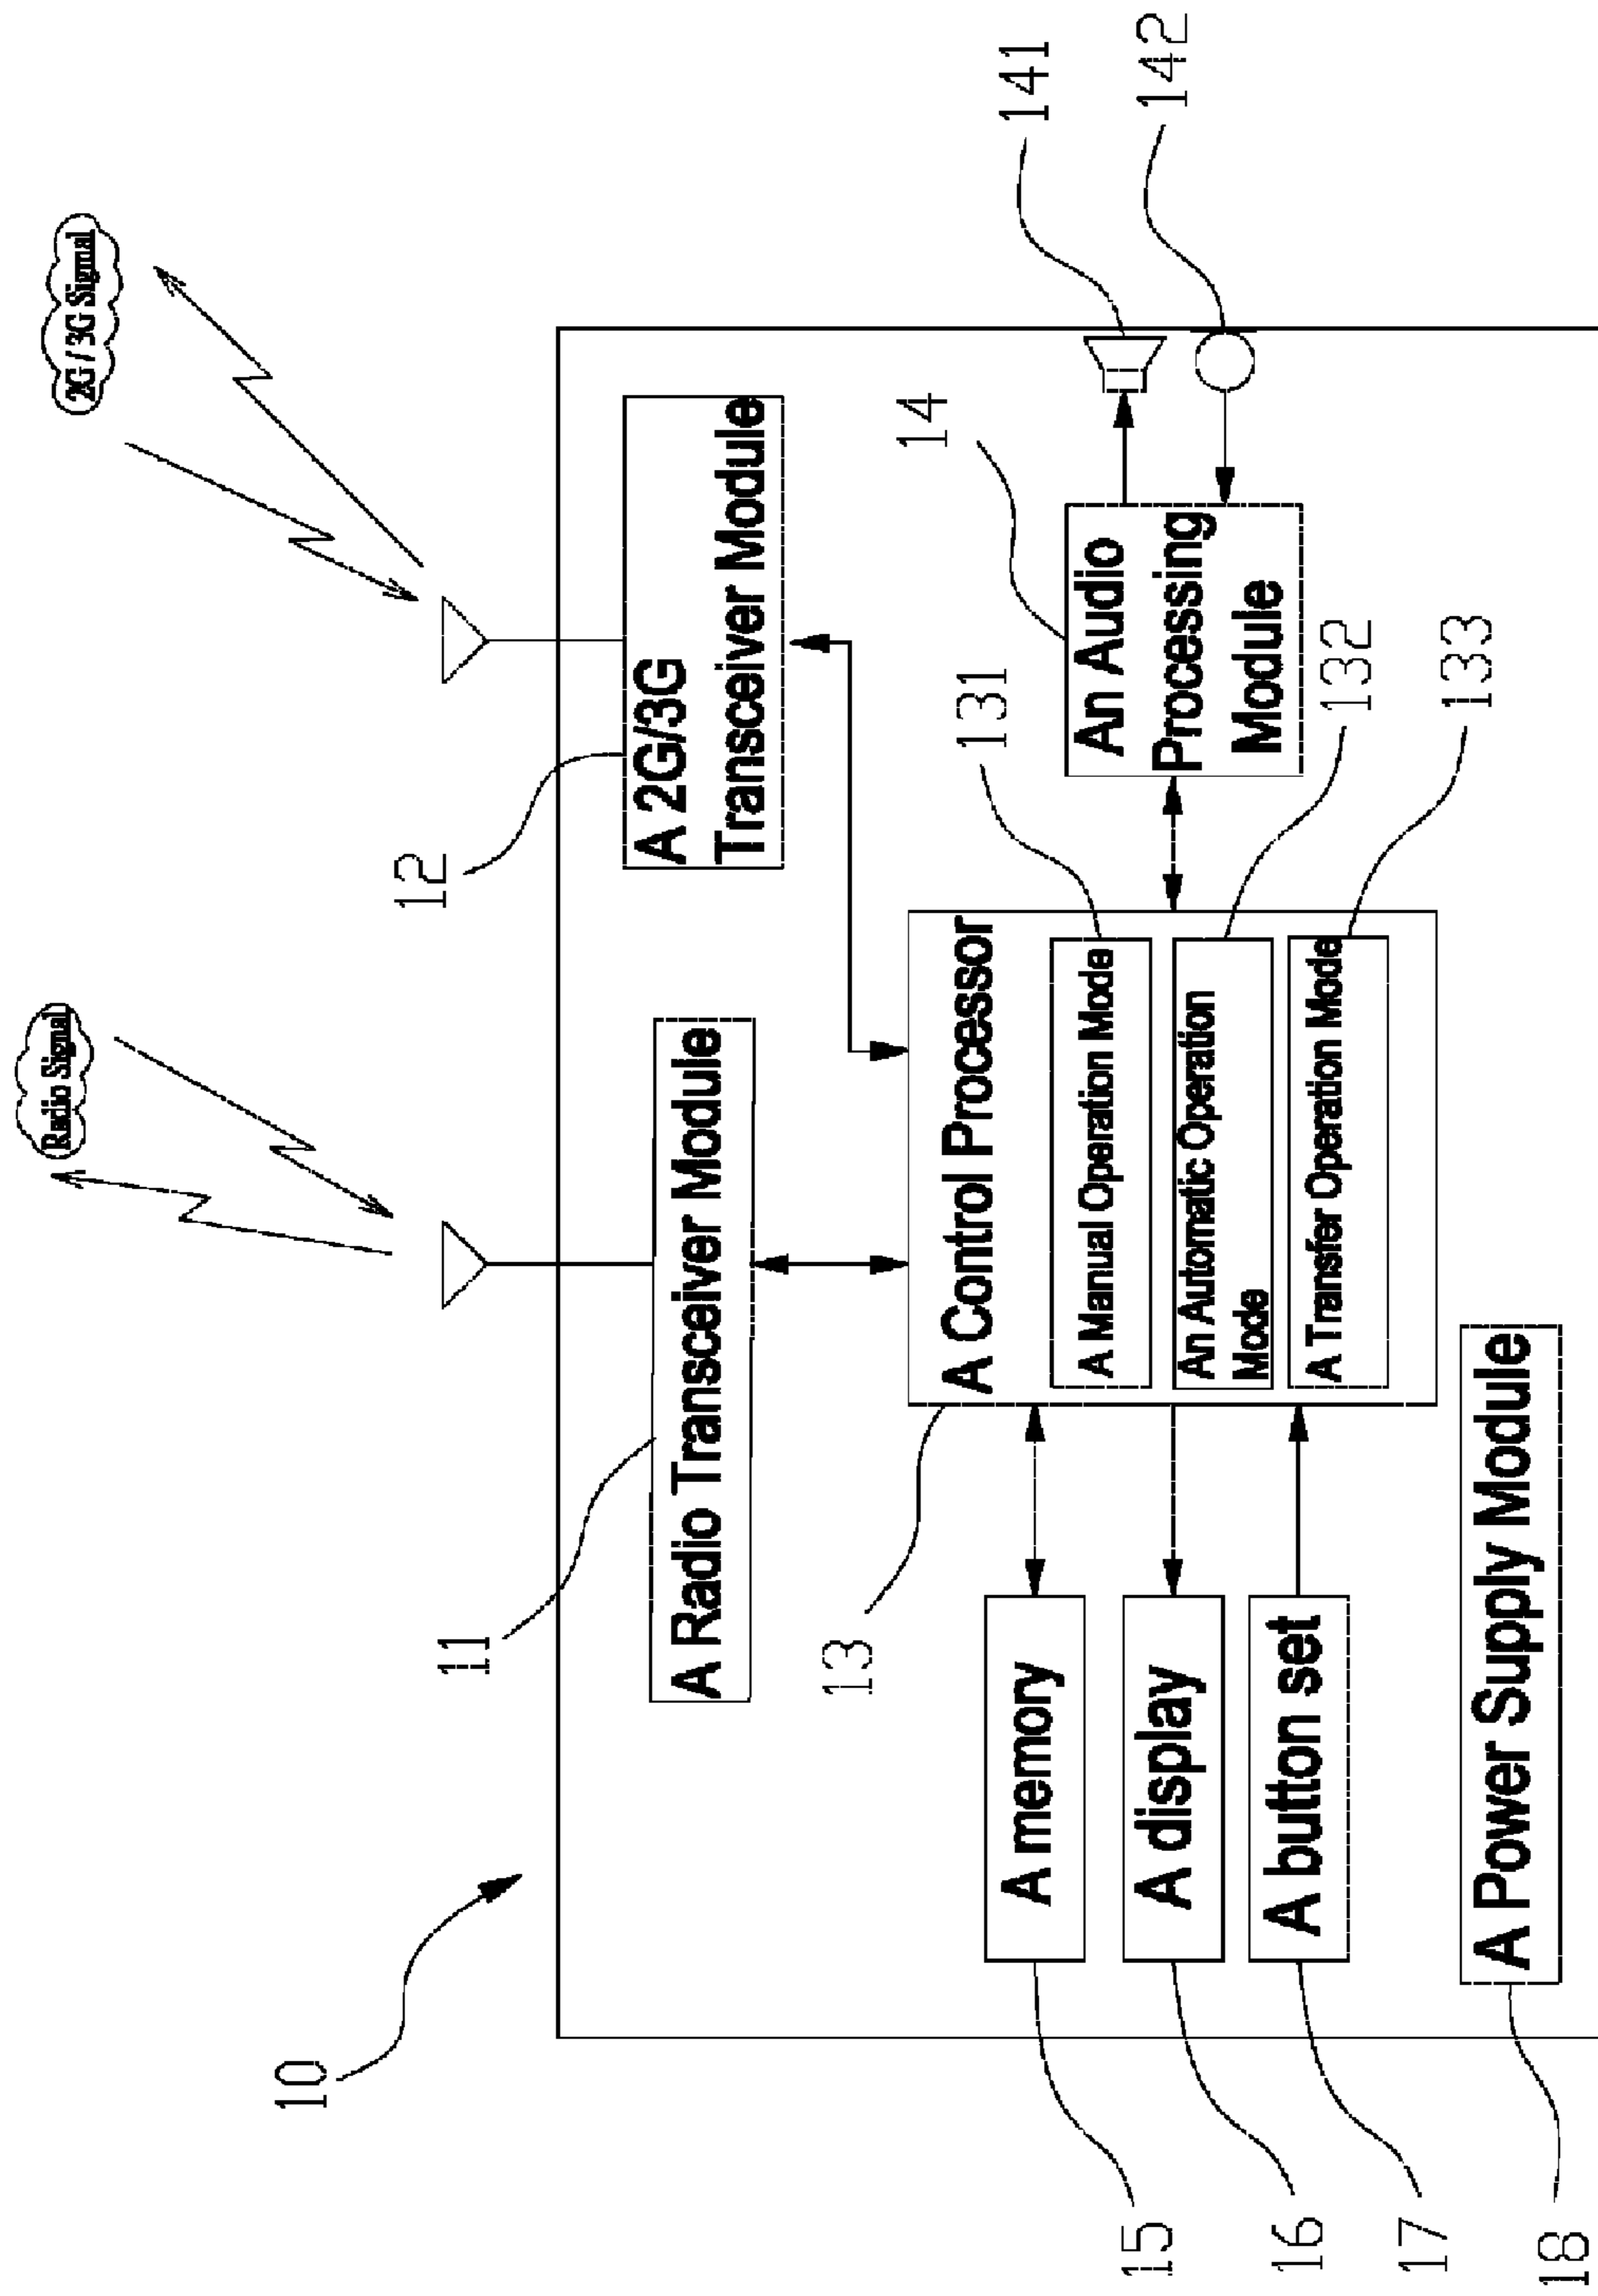 Radio Signal
2G / 3G Signal
10
11
12
A Radio Transceiver Module
A 2G/3G
Transceiver Module
13
14
141
142
A Control Processor
131
A Manual Operation Mode
132
An Automatic Operation
Mode
133
A Transfer Operation Mode
An Audio
Processing
Module
15
A memory
16
A display
17
A button set
18
A Power Supply Module